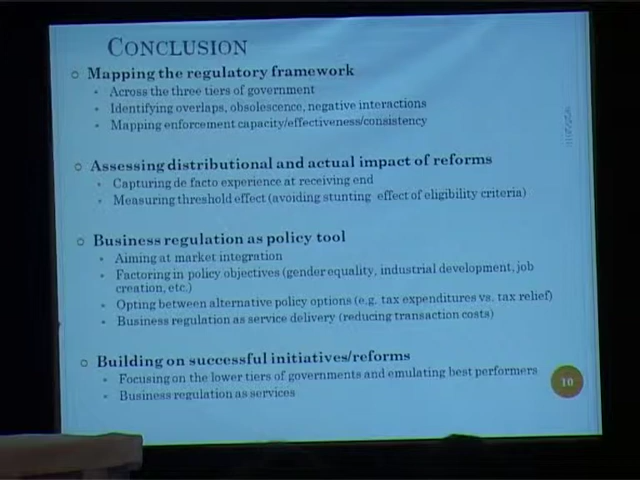 CONCLUSION
Mapping the regulatory framework
Across the three tiers of government
Identifying overlaps, obsolescence, negative interactions
Mapping enforcement capacity/effectiveness/consistency
Assessing distributional and actual impact of reforms
Capturing de facto experience at receiving end
Measuring threshold effect (avoiding stunting effect of eligibility criteria)
Business regulation as policy tool
Aiming at market integration
Factoring in policy objectives (gender equality, industrial development, job
creation, etc.)
Opting between alternative policy options (e.g. tax expenditures vs. tax relief)
Business regulation as service delivery (reducing transaction costs)
Building on successful initiatives/reforms
Focusing on the lower tiers of governments and emulating best performers
Business regulation as services
10